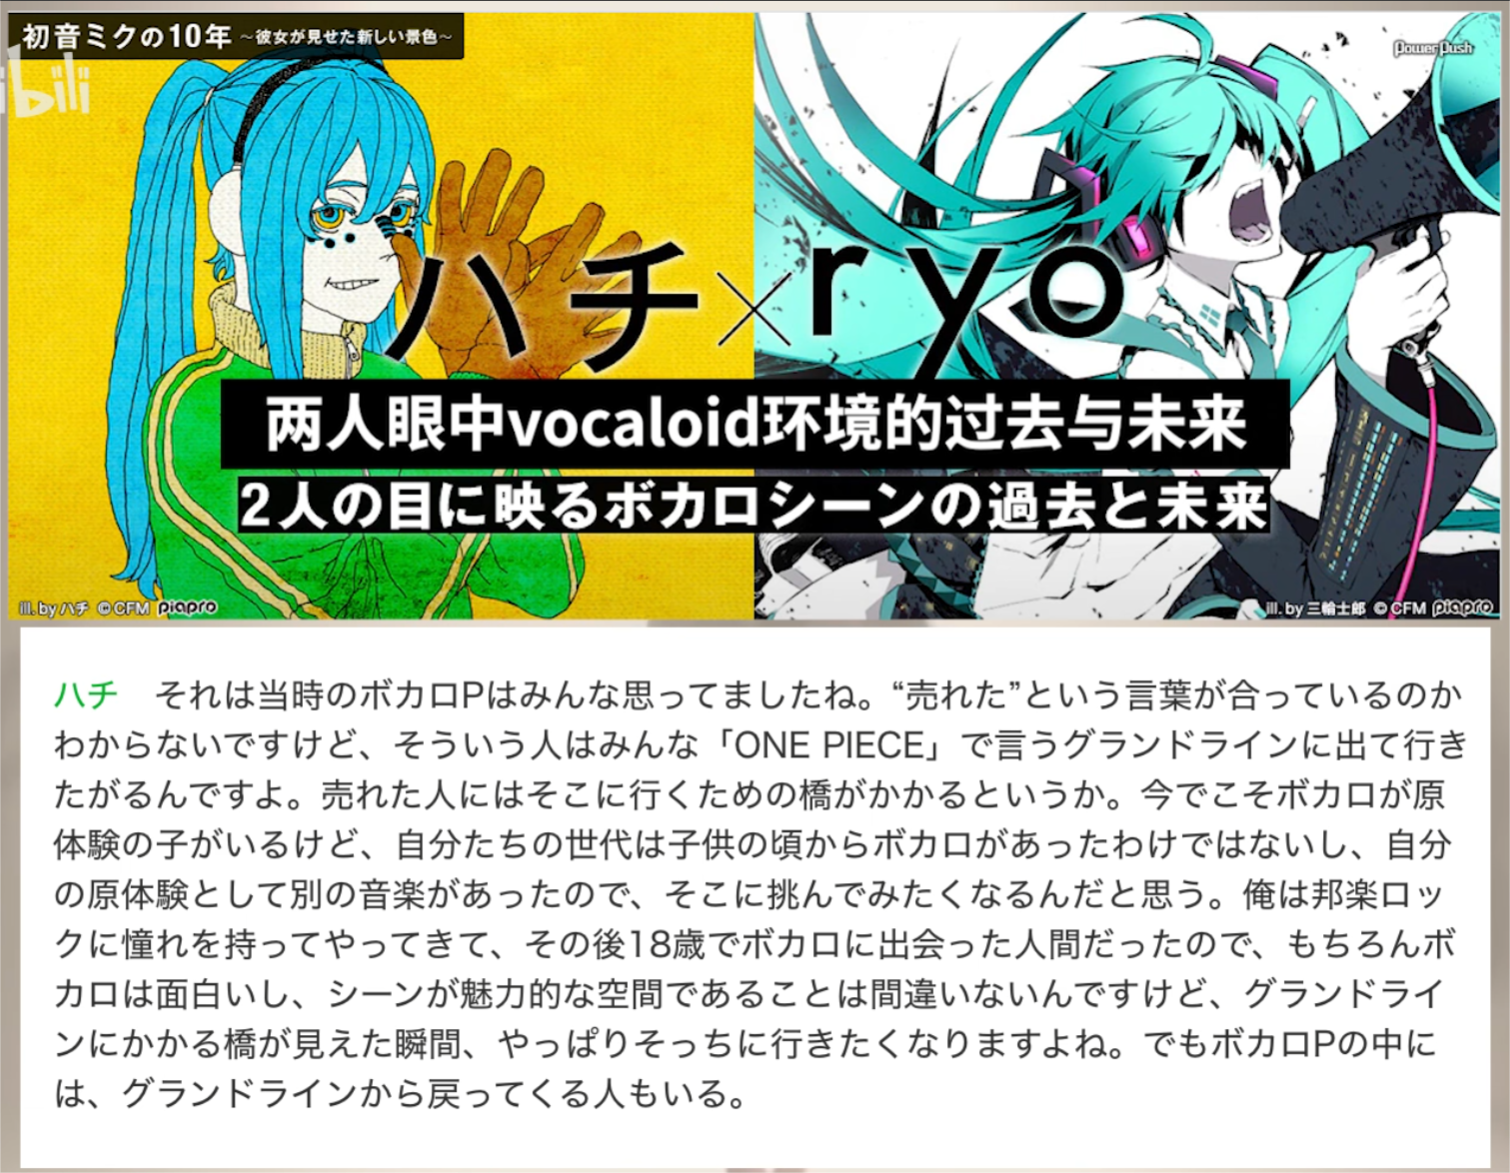 初音ミクの10年 ～彼女が見せた新しい景色～
ibili
PowerPush
ハチ×ryo
两人眼中vocaloid环境的过去与未来
2人の目に映るボカロシーンの過去と未来
ill. by ハチ © CFM piapro
ill. by 三輪士郎 © CFM piapro
ハチ　それは当時のボカロPはみんな思ってましたね。“売れた”という言葉が合っているのか
わからないですけど、そういう人はみんな「ONE PIECE」で言うグランドラインに出て行き
たがるんですよ。売れた人にはそこに行くための橋がかかるというか。今でこそボカロが原
体験の子がいるけど、自分たちの世代は子供の頃からボカロがあったわけではないし、自分
の原体験として別の音楽があったので、そこに挑んでみたくなるんだと思う。俺は邦楽ロッ
クに憧れを持ってやってきて、その後18歳でボカロに出会った人間だったので、もちろんボ
カロは面白いし、シーンが魅力的な空間であることは間違いないんですけど、グランドライ
ンにかかる橋が見えた瞬間、やっぱりそっちに行きたくなりますよね。でもボカロPの中に
は、グランドラインから戻ってくる人もいる。